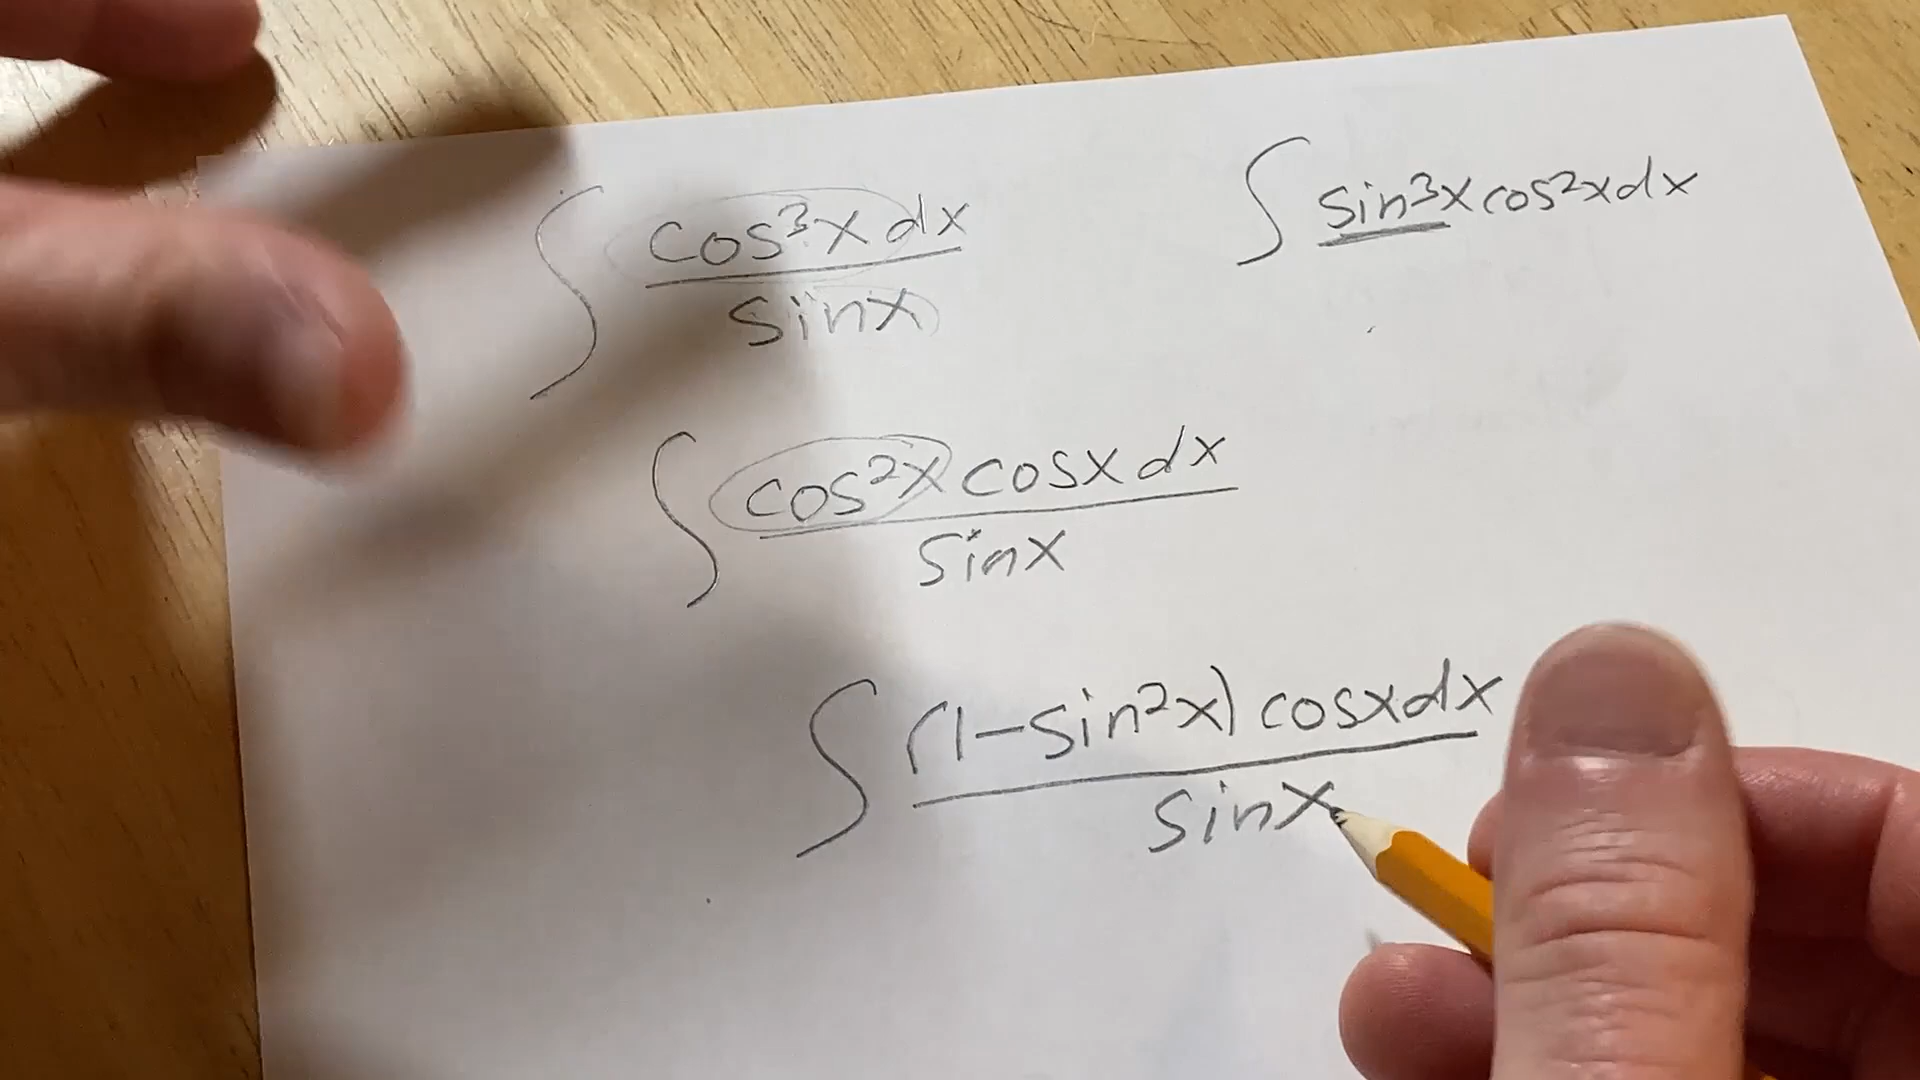 ∫ cos³x dx / sinx
∫ sin³x cos²x dx
∫ cos²x cosx dx / sinx
∫ (1-sin²x) cosx dx / sinx